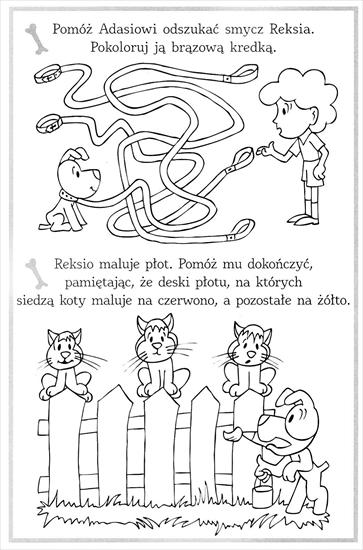 Pomóż Adasiowi odszukać smycz Reksia.
Pokoloruj ją brązową kredką.
Reksio maluje płot. Pomóż mu dokończyć,
pamiętając, że deski płotu, na których
siedzą koty maluje na czerwono, a pozostałe na żółto.